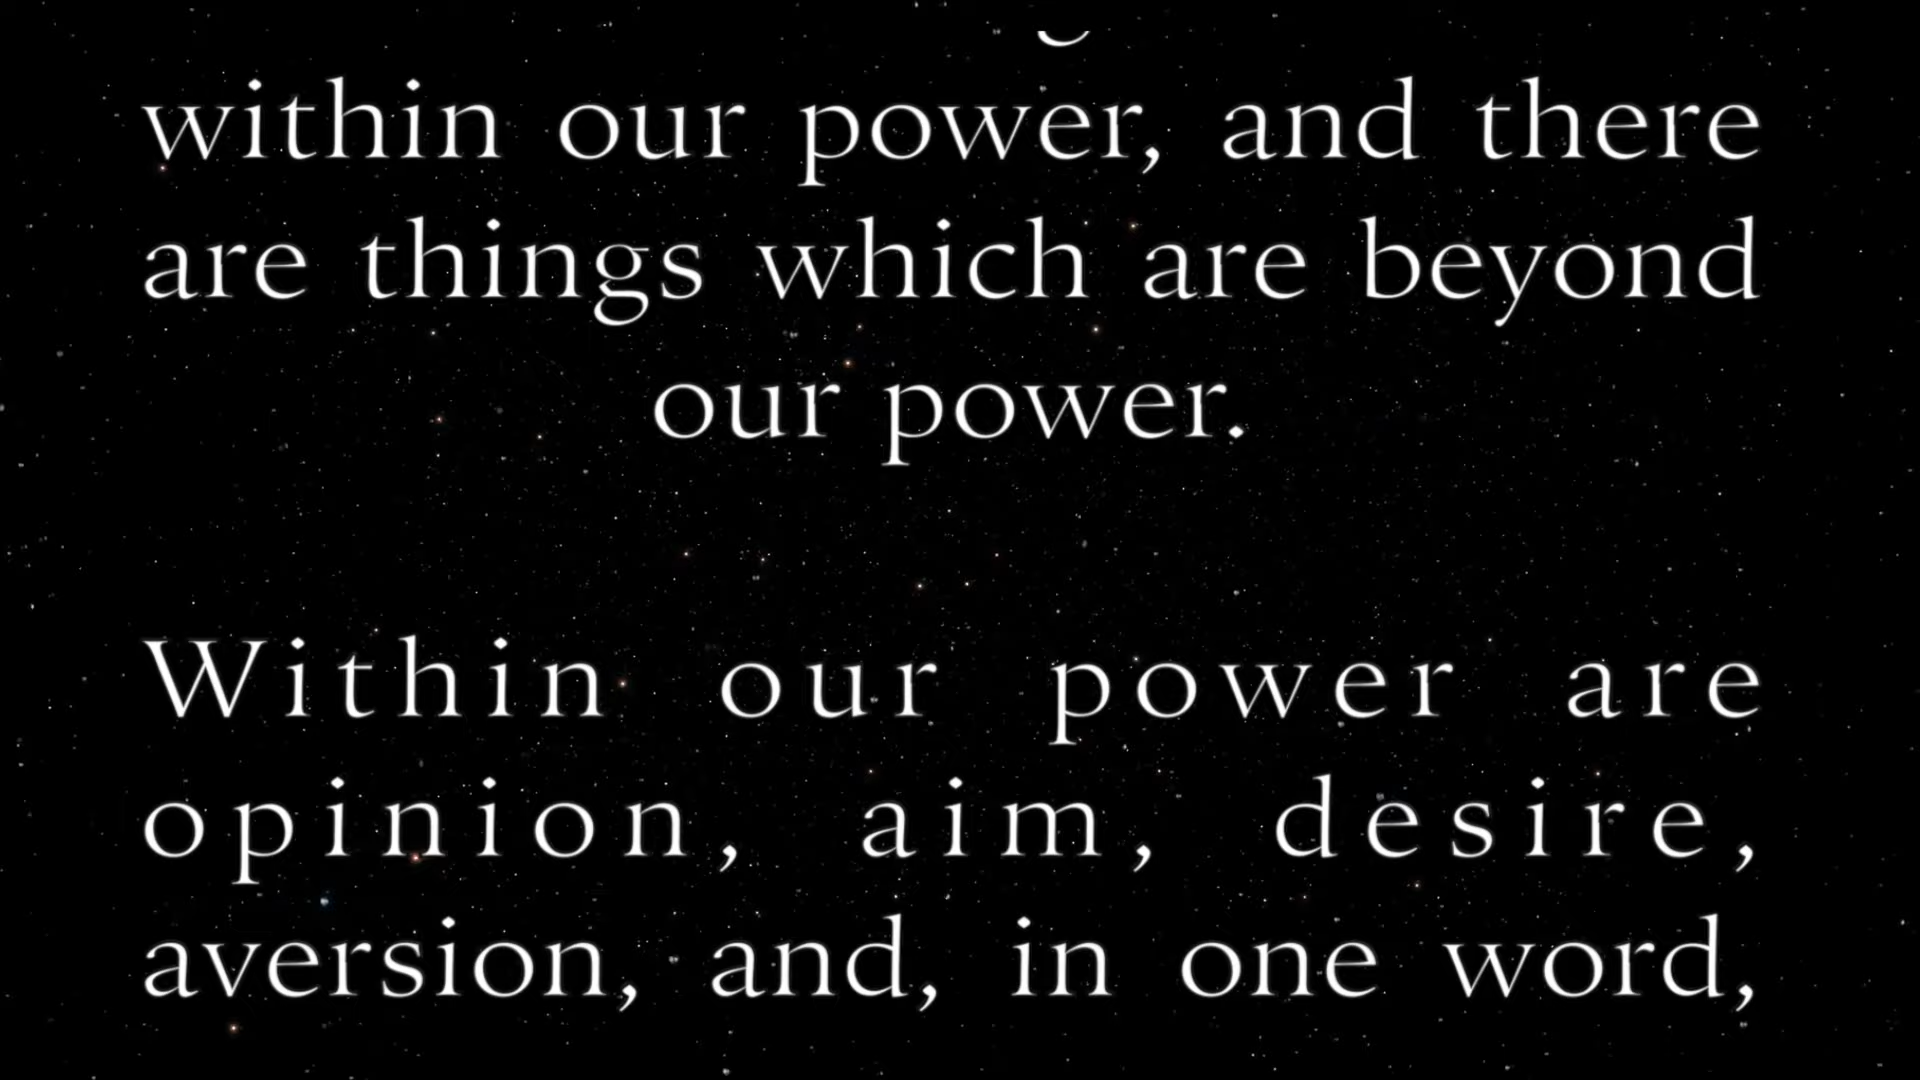 within our power, and there
are things which are beyond
our power.
Within our power are
opinion, aim, desire,
aversion, and, in one word,